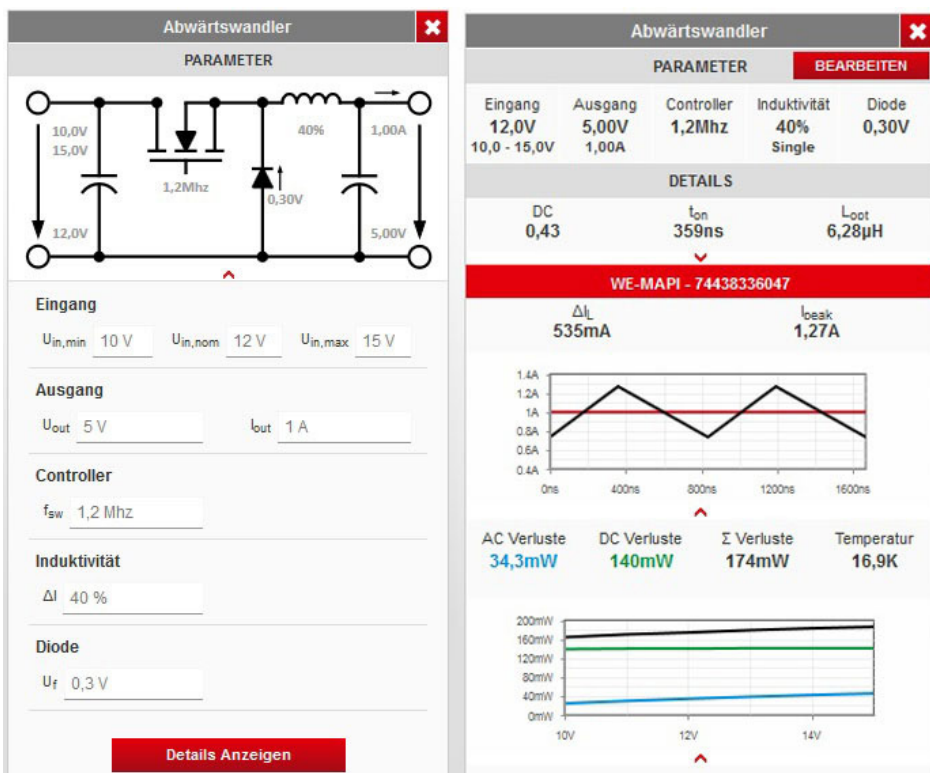 Abwärtswandler
PARAMETER
10,0V
15,0V
40%
1,00A
1,2Mhz
0,30V
12,0V
5,00V
Eingang
Uin,min 10 V Uin,nom 12 V Uin,max 15 V
Ausgang
Uout 5 V Iout 1 A
Controller
fsw 1,2 Mhz
Induktivität
ΔI 40 %
Diode
Uf 0,3 V
Details Anzeigen
Abwärtswandler
PARAMETER BEARBEITEN
Eingang Ausgang Controller Induktivität Diode
12,0V 5,00V 1,2Mhz 40% 0,30V
10,0 - 15,0V 1,00A Single
DETAILS
DC ton Lopt
0,43 359ns 6,28µH
WE-MAPI - 74438336047
ΔIL Ipeak
535mA 1,27A
1.4A
1.2A
1A
0.8A
0.6A
0.4A
0ns 400ns 800ns 1200ns 1600ns
AC Verluste DC Verluste Σ Verluste Temperatur
34,3mW 140mW 174mW 16,9K
200mW
160mW
120mW
80mW
40mW
0mW
10V 12V 14V